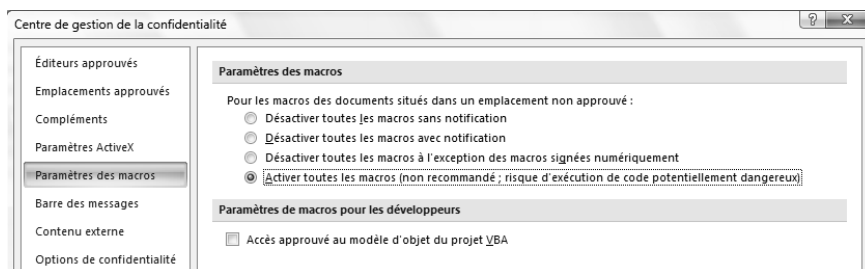 Centre de gestion de la confidentialité
Éditeurs approuvés
Emplacements approuvés
Compléments
Paramètres ActiveX
Paramètres des macros
Barre des messages
Contenu externe
Options de confidentialité
Paramètres des macros
Pour les macros des documents situés dans un emplacement non approuvé :
Désactiver toutes les macros sans notification
Désactiver toutes les macros avec notification
Désactiver toutes les macros à l'exception des macros signées numériquement
Activer toutes les macros (non recommandé ; risque d'exécution de code potentiellement dangereux)
Paramètres de macros pour les développeurs
Accès approuvé au modèle d'objet du projet VBA